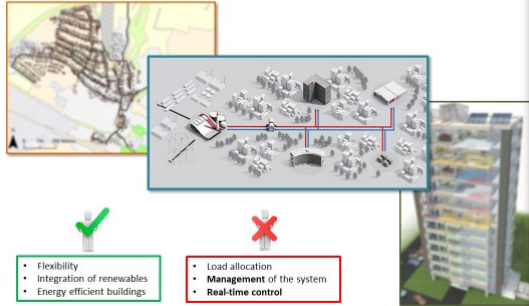 • Flexibility
• Integration of renewables
• Energy efficient buildings
• Load allocation
• Management of the system
• Real-time control